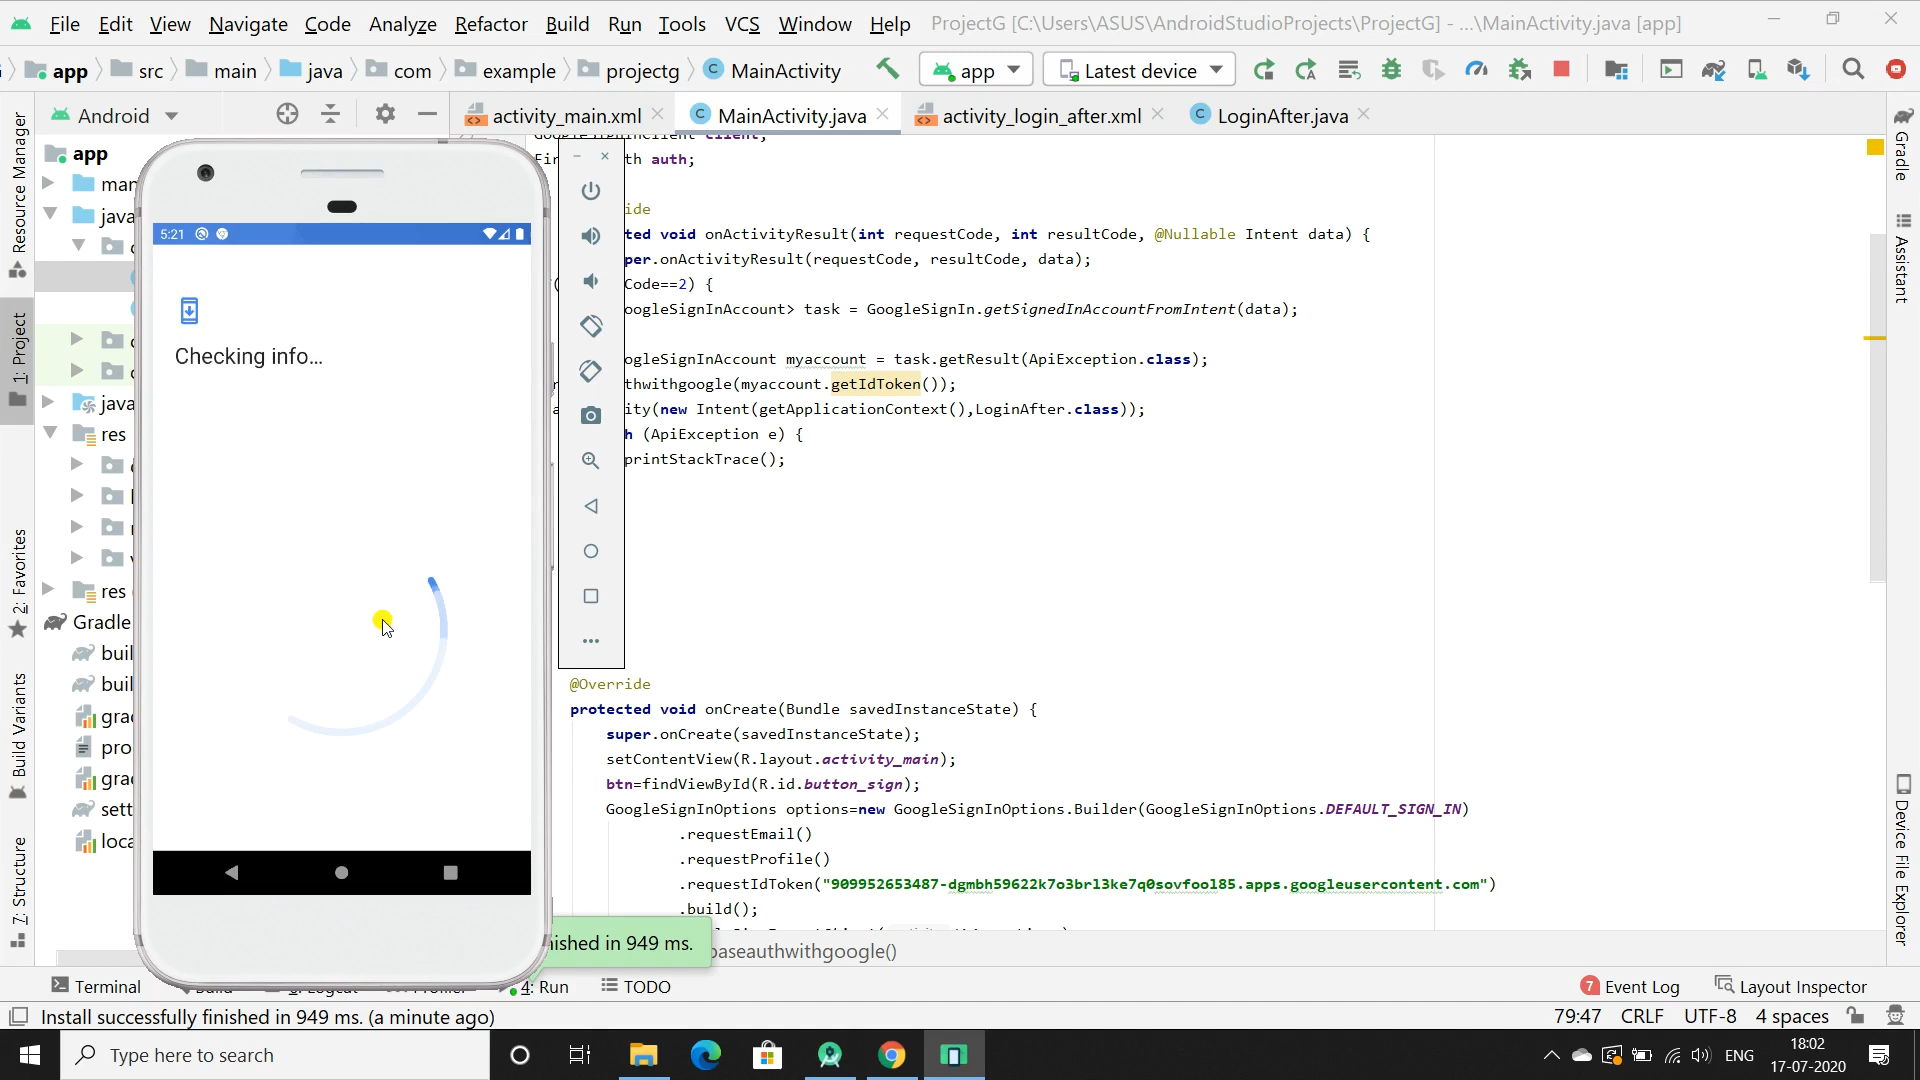 File Edit View Navigate Code Analyze Refactor Build Run Tools VCS Window Help ProjectG [C:\Users\ASUS\AndroidStudioProjects\ProjectG] - ...\MainActivity.java [app]
app src main java com example projectg MainActivity app Latest device
Android activity_main.xml MainActivity.java activity_login_after.xml LoginAfter.java
Resource Manager
1: Project
2: Favorites
Build Variants
7: Structure
app
java
java
res
res
Gradle
Gradle
Assistant
Device File Explorer
5:21
Checking info...
th auth;
ted void onActivityResult(int requestCode, int resultCode, @Nullable Intent data) {
per.onActivityResult(requestCode, resultCode, data);
Code==2) {
oogleSignInAccount> task = GoogleSignIn.getSignedInAccountFromIntent(data);
ogleSignInAccount myaccount = task.getResult(ApiException.class);
thwithgoogle(myaccount.getIdToken());
ity(new Intent(getApplicationContext(),LoginAfter.class));
h (ApiException e) {
printStackTrace();
@Override
protected void onCreate(Bundle savedInstanceState) {
super.onCreate(savedInstanceState);
setContentView(R.layout.activity_main);
btn=findViewById(R.id.button_sign);
GoogleSignInOptions options=new GoogleSignInOptions.Builder(GoogleSignInOptions.DEFAULT_SIGN_IN)
.requestEmail()
.requestProfile()
.requestIdToken("909952653487-dgmbh59622k7o3brl3ke7q0sovfool85.apps.googleusercontent.com")
.build();
ished in 949 ms.
baseauthwithgoogle()
Terminal 4: Run TODO 7 Event Log Layout Inspector
Install successfully finished in 949 ms. (a minute ago) 79:47 CRLF UTF-8 4 spaces
Type here to search ENG 18:02
17-07-2020